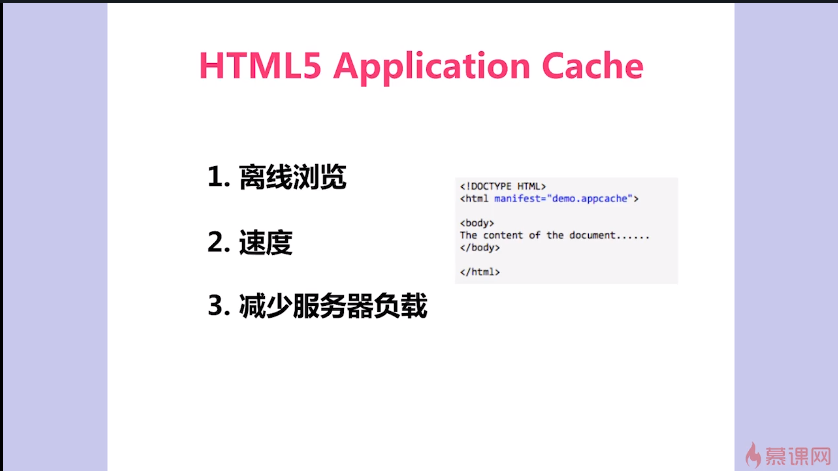 HTML5 Application Cache
1. 离线浏览
2. 速度
3. 减少服务器负载
<!DOCTYPE HTML>
<html manifest="demo.appcache">
<body>
The content of the document......
</body>
</html>
慕课网